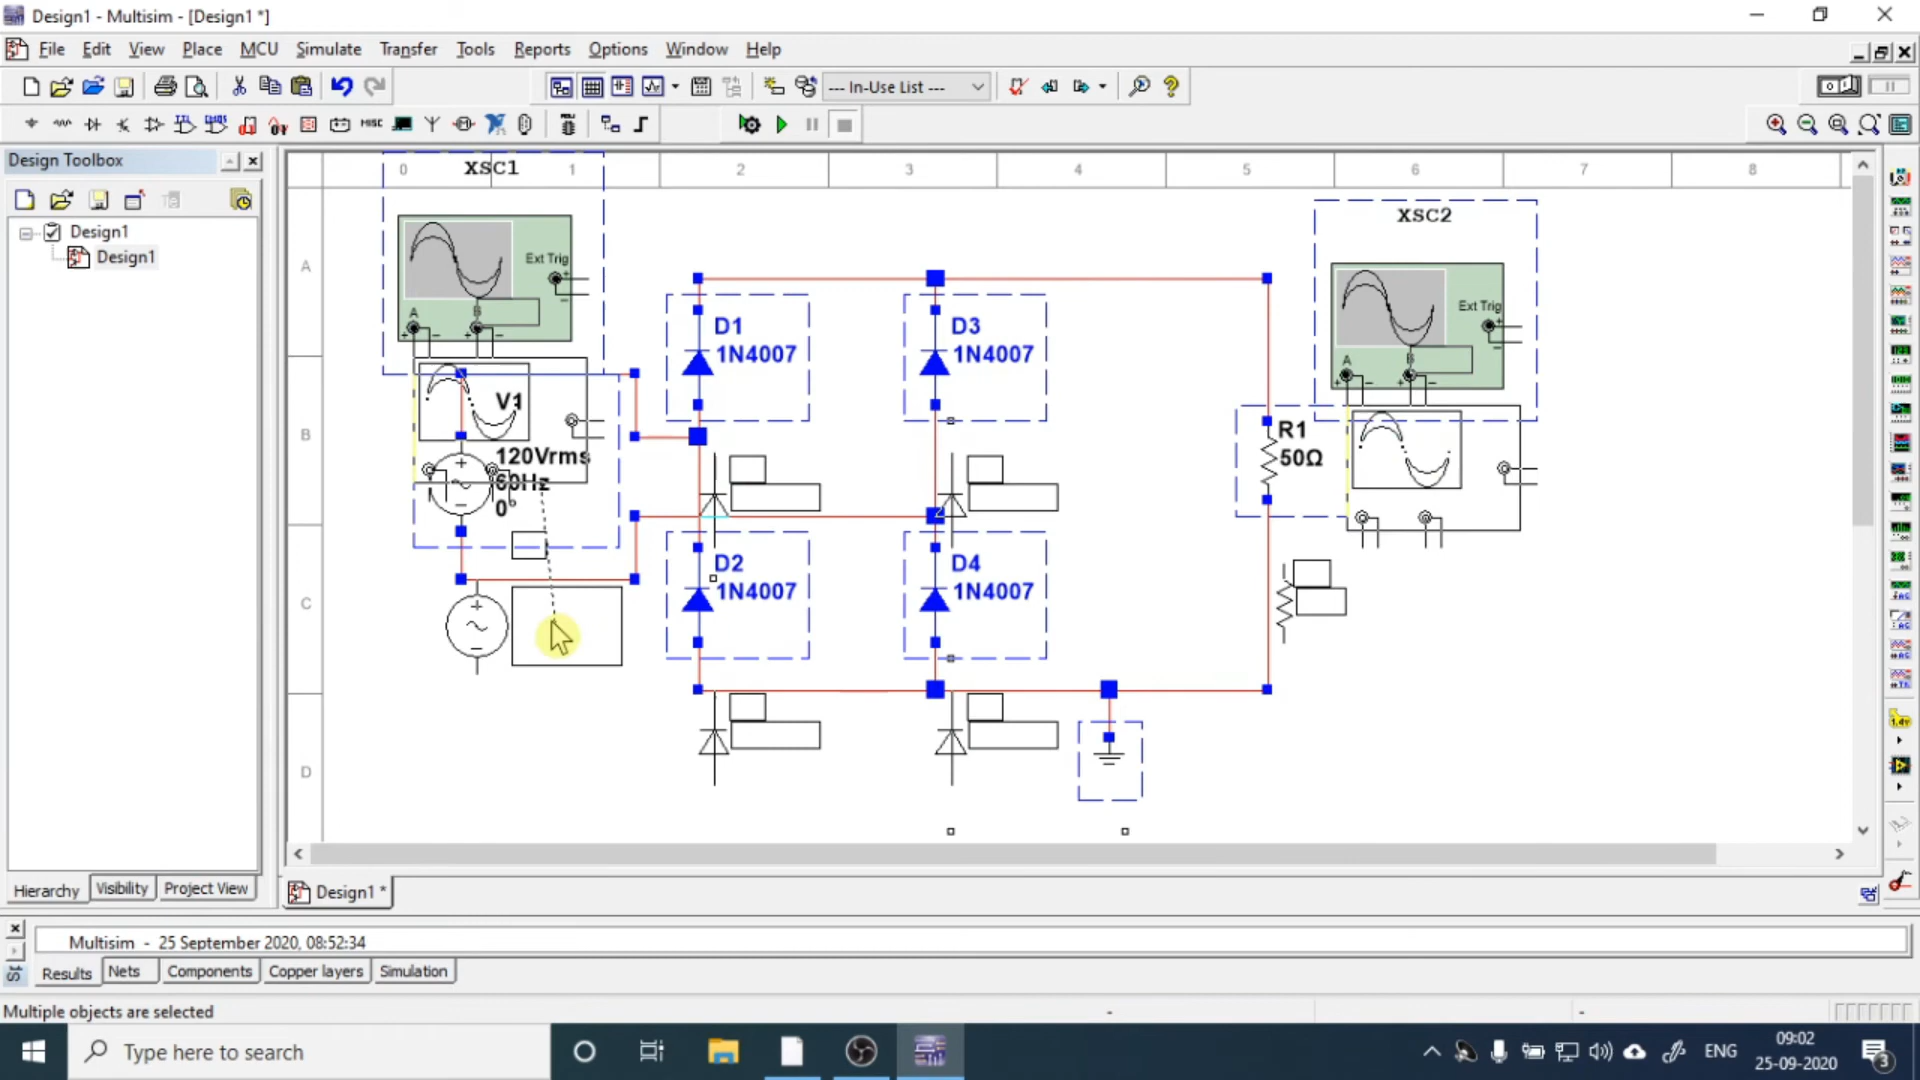 Design1 - Multisim - [Design1 *]
File Edit View Place MCU Simulate Transfer Tools Reports Options Window Help
--- In-Use List ---
MISC
Design Toolbox
Design1
Design1
0 1 2 3 4 5 6 7 8
A
B
C
D
XSC1
Ext Trig
A B
V1
120Vrms
60Hz
0°
D1
1N4007
D3
1N4007
D2
1N4007
D4
1N4007
R1
50Ω
XSC2
Ext Trig
A B
Hierarchy Visibility Project View
Design1 *
Multisim - 25 September 2020, 08:52:34
Results Nets Components Copper layers Simulation
Multiple objects are selected - -
Type here to search
ENG
09:02
25-09-2020
3